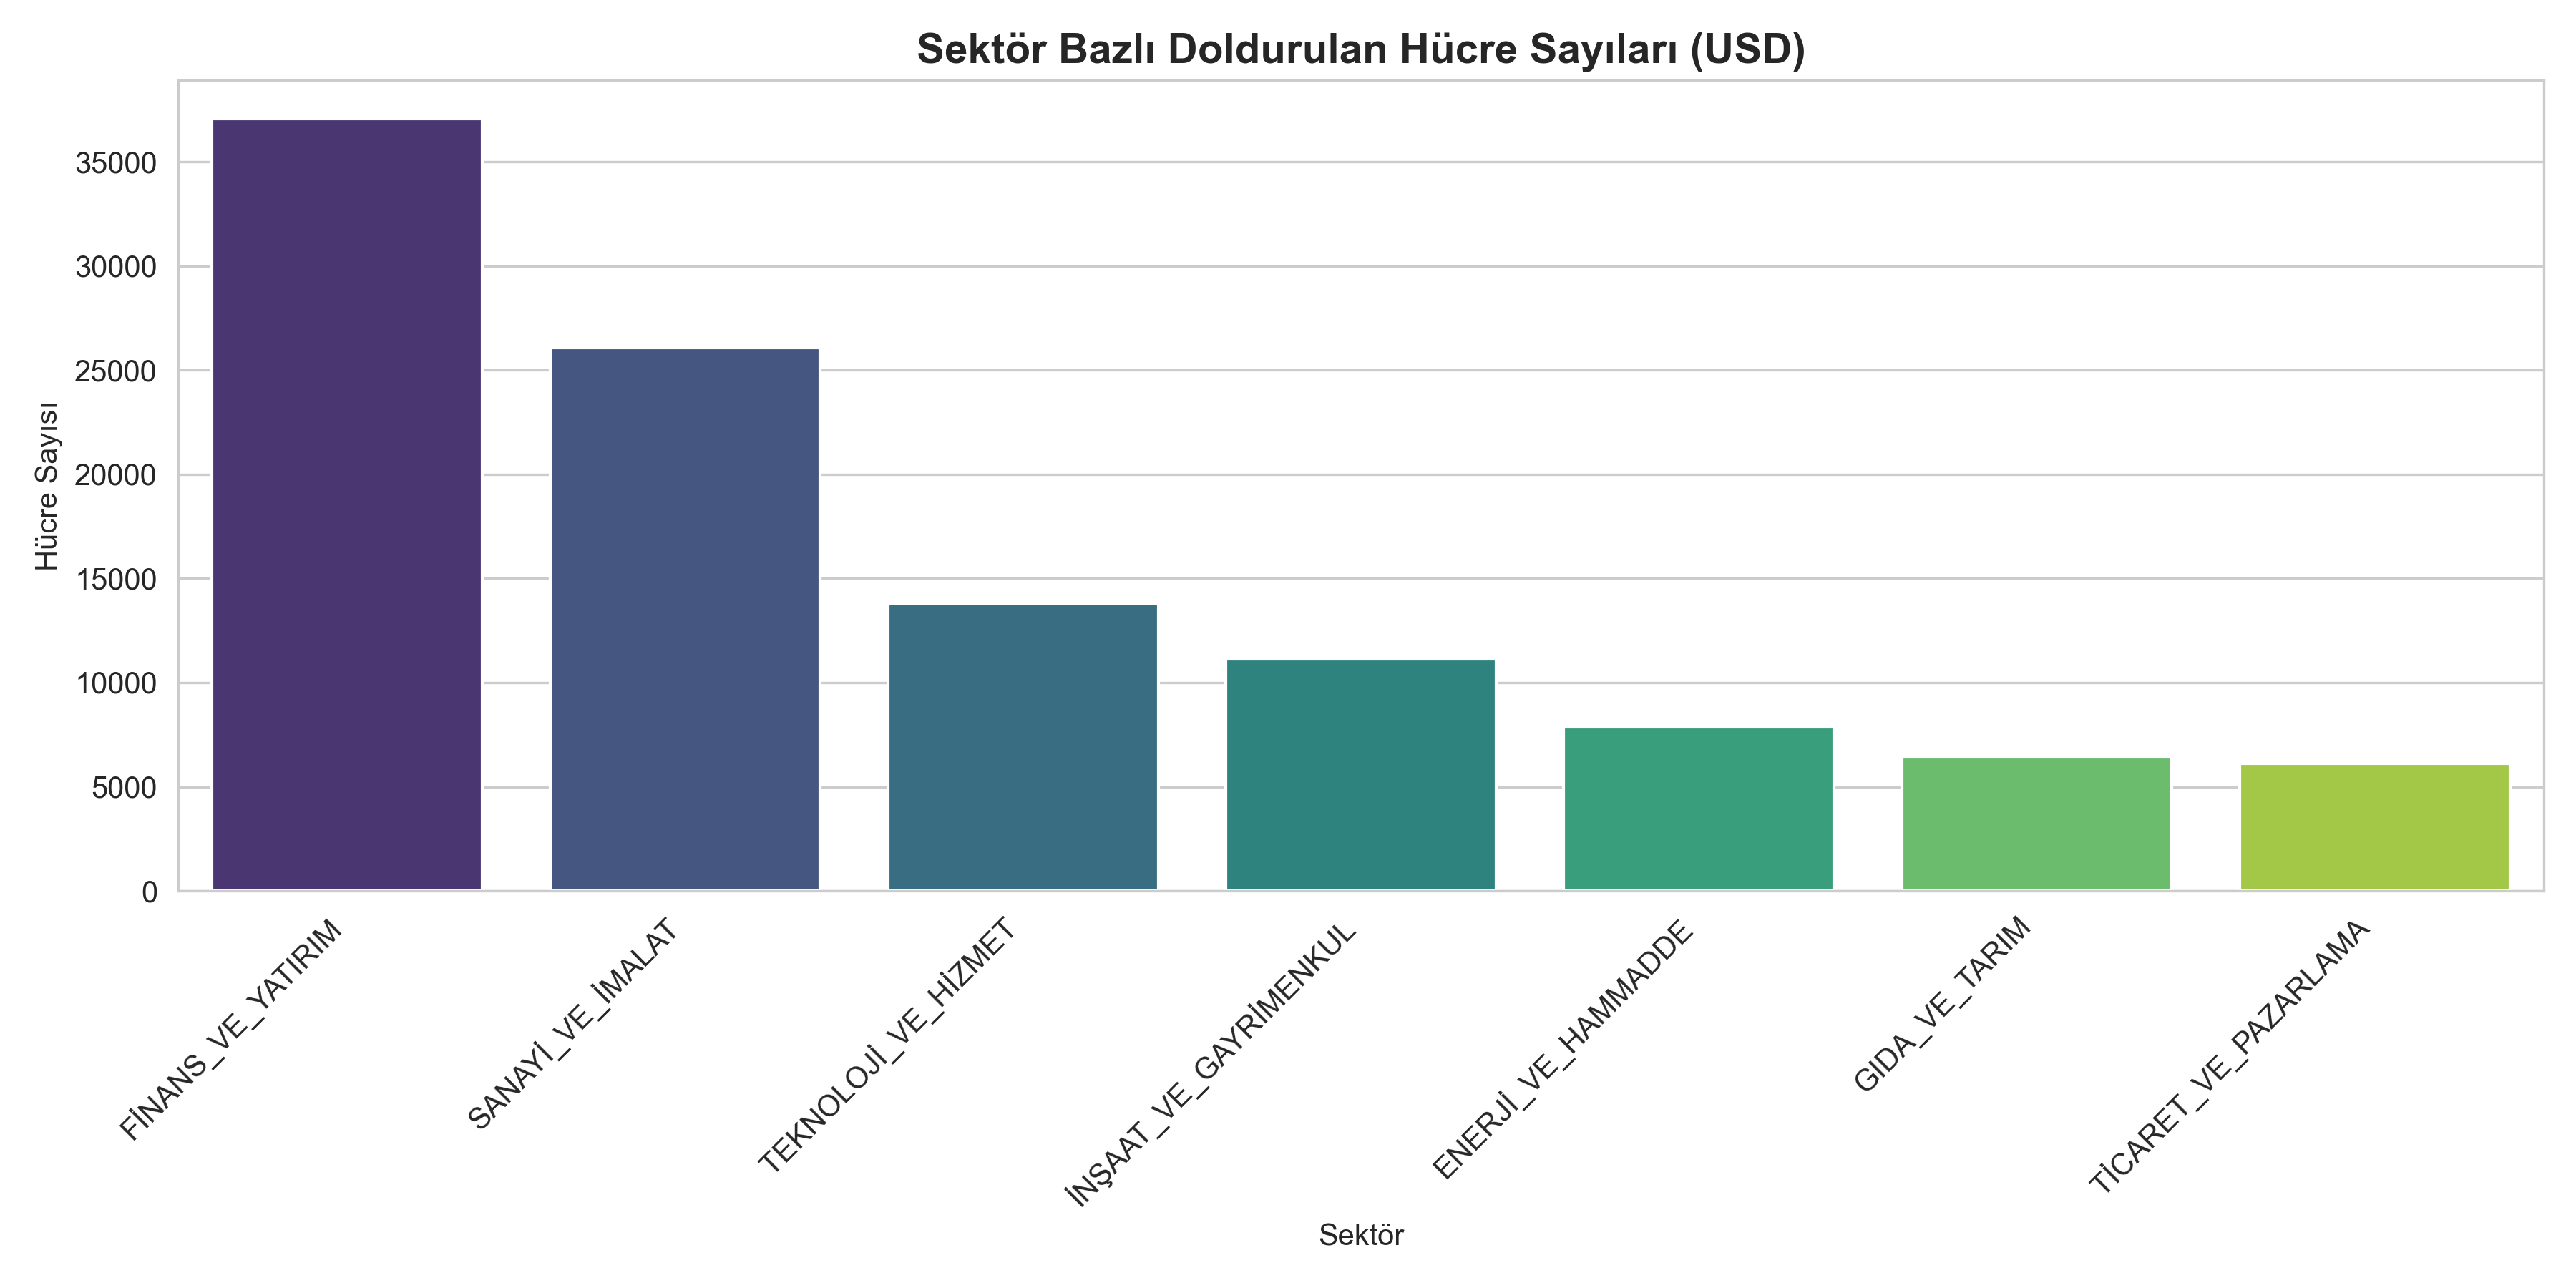 Sektör Bazlı Doldurulan Hücre Sayıları (USD)
Hücre Sayısı
35000
30000
25000
20000
15000
10000
5000
0
FİNANS_VE_YATIRIM
SANAYİ_VE_İMALAT
TEKNOLOJİ_VE_HİZMET
İNŞAAT_VE_GAYRİMENKUL
ENERJİ_VE_HAMMADDE
GIDA_VE_TARIM
TİCARET_VE_PAZARLAMA
Sektör